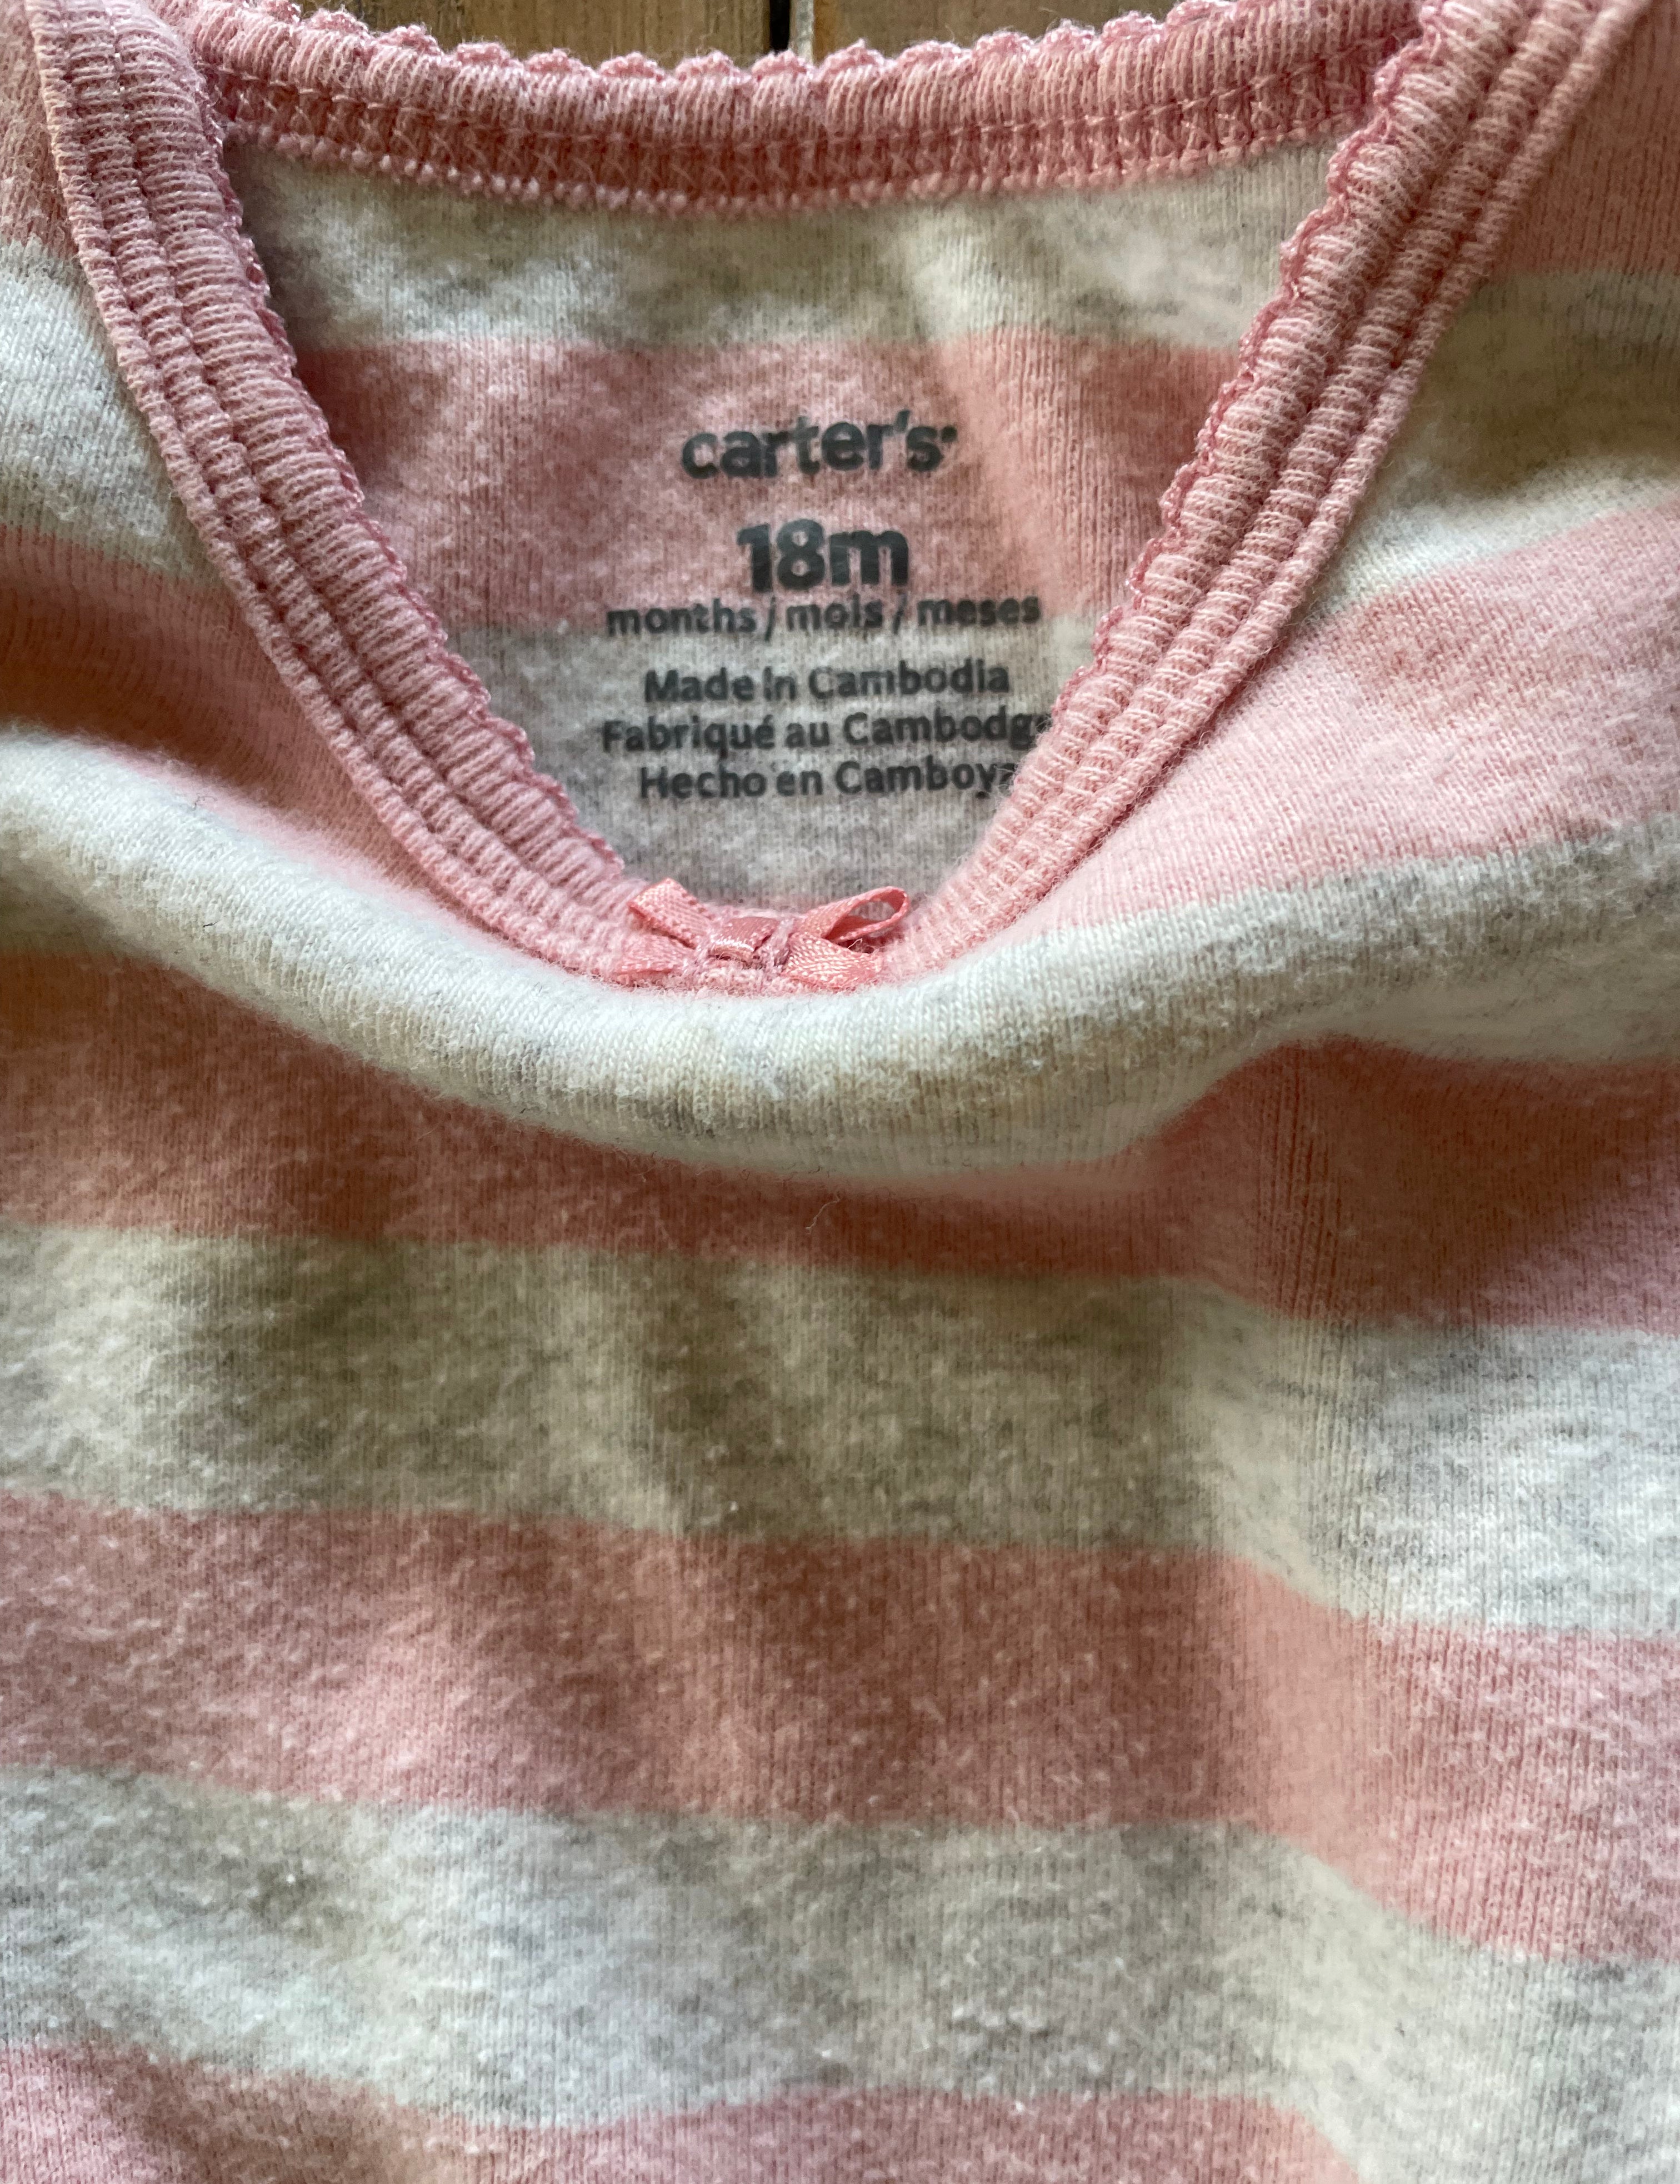 carter's
18m
months / mois / meses
Made in Cambodia
Fabriqué au Cambodge
Hecho en Camboya